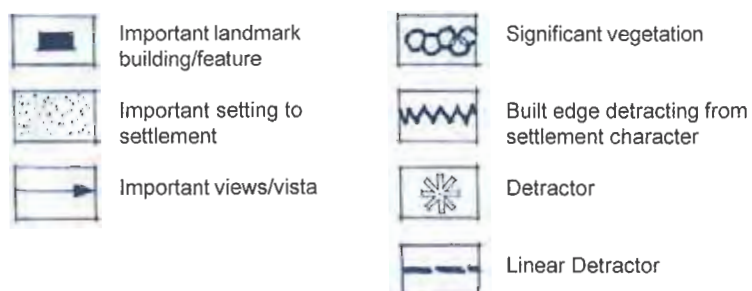 Important landmark
building/feature
Important setting to
settlement
Important views/vista
Significant vegetation
Built edge detracting from
settlement character
Detractor
Linear Detractor